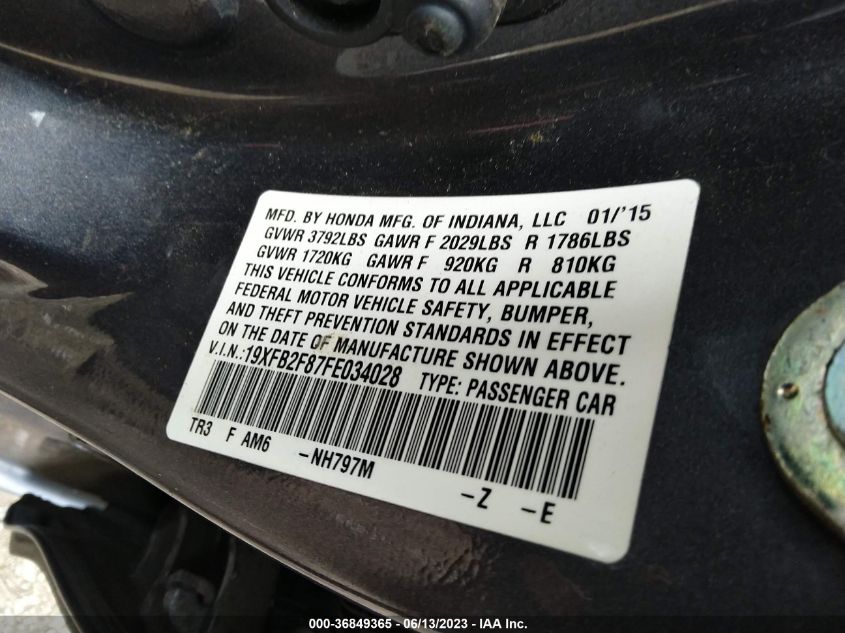 MFD. BY HONDA MFG. OF INDIANA, LLC 01/'15
GVWR 3792LBS GAWR F 2029LBS R 1786LBS
GVWR 1720KG GAWR F 920KG R 810KG
THIS VEHICLE CONFORMS TO ALL APPLICABLE
FEDERAL MOTOR VEHICLE SAFETY, BUMPER,
AND THEFT PREVENTION STANDARDS IN EFFECT
ON THE DATE OF MANUFACTURE SHOWN ABOVE.
V.I.N.:19XFB2F87FE034028 TYPE: PASSENGER CAR
TR3 F AM6 -NH797M -Z -E
000-36849365 - 06/13/2023 - IAA Inc.